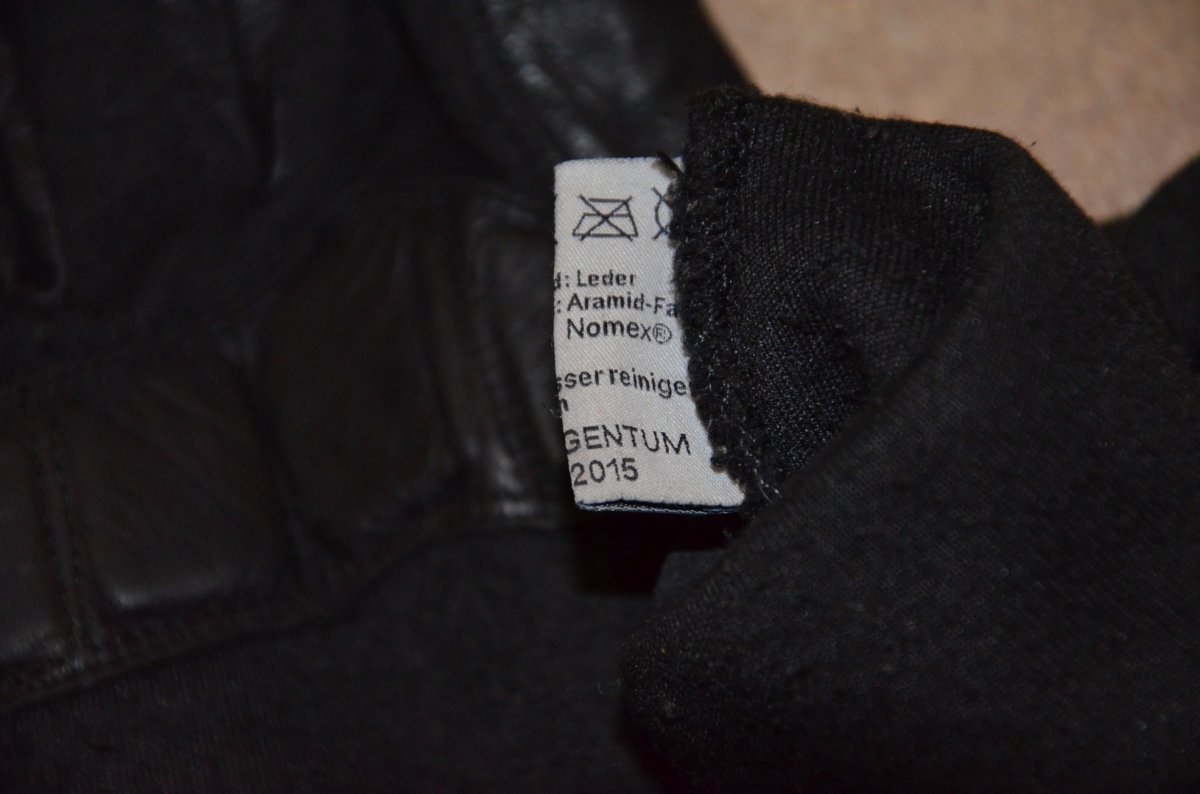 d: Leder
: Aramid-Fa
Nomex®
sser reinige
n
GENTUM
2015